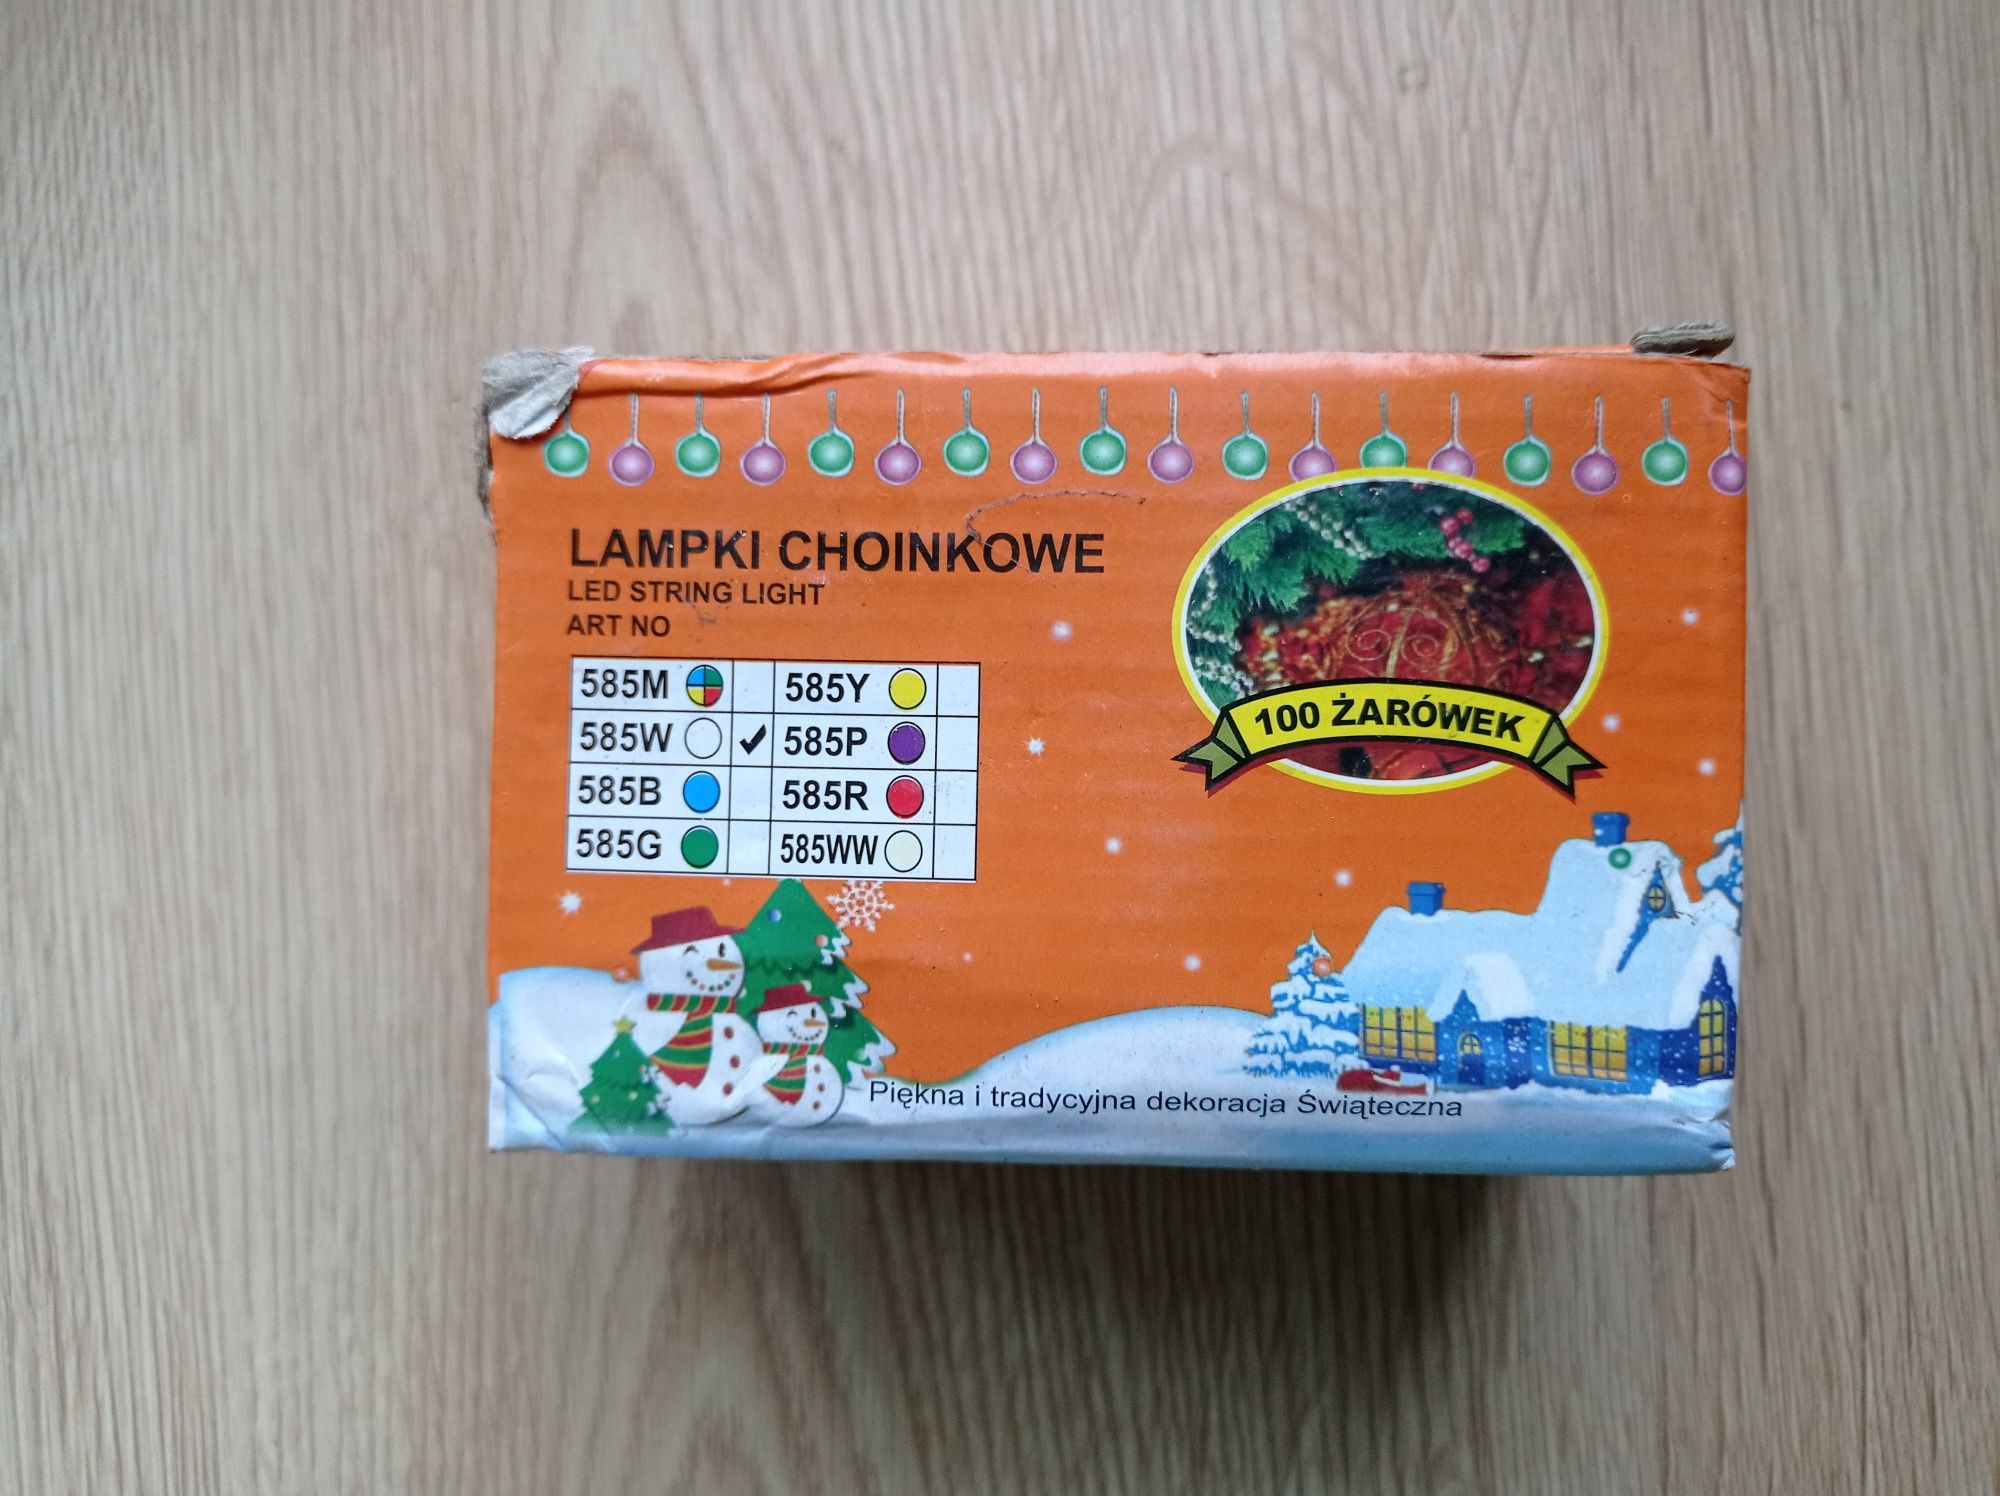 LAMPKI CHOINKOWE
LED STRING LIGHT
ART NO
585M 585Y
585W ✓ 585P
585B 585R
585G 585WW
100 ŻARÓWEK
Piękna i tradycyjna dekoracja Świąteczna